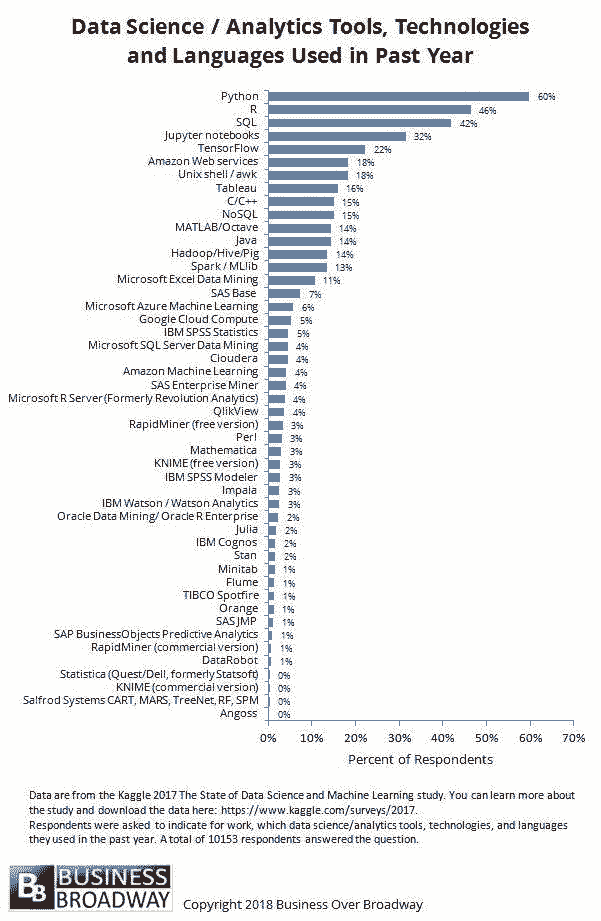 Data Science / Analytics Tools, Technologies
and Languages Used in Past Year
Python 60%
R 46%
SQL 42%
Jupyter notebooks 32%
TensorFlow 22%
Amazon Web services 18%
Unix shell / awk 18%
Tableau 16%
C/C++ 15%
NoSQL 15%
MATLAB/Octave 14%
Java 14%
Hadoop/Hive/Pig 14%
Spark / MLlib 13%
Microsoft Excel Data Mining 11%
SAS Base 7%
Microsoft Azure Machine Learning 6%
Google Cloud Compute 5%
IBM SPSS Statistics 5%
Microsoft SQL Server Data Mining 4%
Cloudera 4%
Amazon Machine Learning 4%
SAS Enterprise Miner 4%
Microsoft R Server (Formerly Revolution Analytics) 4%
QlikView 4%
RapidMiner (free version) 3%
Perl 3%
Mathematica 3%
KNIME (free version) 3%
IBM SPSS Modeler 3%
Impala 3%
IBM Watson / Watson Analytics 3%
Oracle Data Mining/ Oracle R Enterprise 2%
Julia 2%
IBM Cognos 2%
Stan 2%
Minitab 1%
Flume 1%
TIBCO Spotfire 1%
Orange 1%
SAS JMP 1%
SAP BusinessObjects Predictive Analytics 1%
RapidMiner (commercial version) 1%
DataRobot 1%
Statistica (Quest/Dell, formerly Statsoft) 0%
KNIME (commercial version) 0%
Salfrod Systems CART, MARS, TreeNet, RF, SPM 0%
Angoss 0%
0% 10% 20% 30% 40% 50% 60% 70%
Percent of Respondents
Data are from the Kaggle 2017 The State of Data Science and Machine Learning study. You can learn more about
the study and download the data here: https://www.kaggle.com/surveys/2017.
Respondents were asked to indicate for work, which data science/analytics tools, technologies, and languages
they used in the past year. A total of 10153 respondents answered the question.
BB BUSINESS
BROADWAY
Copyright 2018 Business Over Broadway